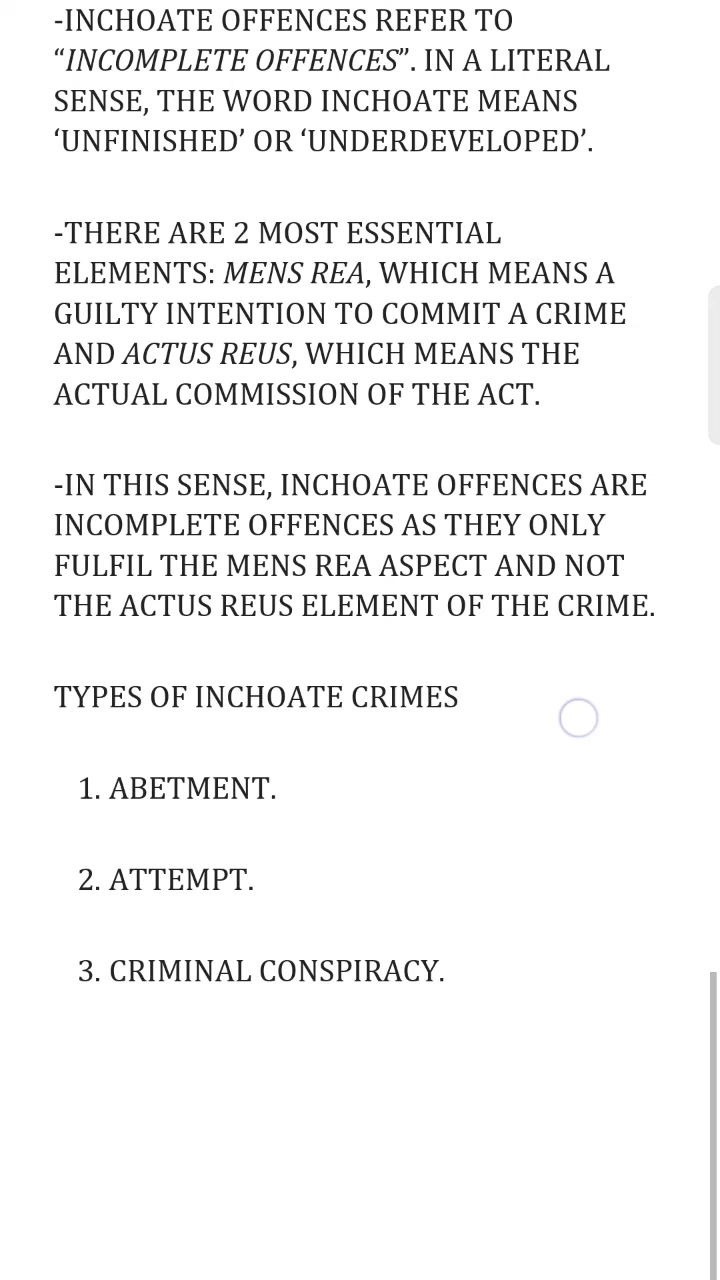 -INCHOATE OFFENCES REFER TO
“INCOMPLETE OFFENCES”. IN A LITERAL
SENSE, THE WORD INCHOATE MEANS
‘UNFINISHED’ OR ‘UNDERDEVELOPED’.
-THERE ARE 2 MOST ESSENTIAL
ELEMENTS: MENS REA, WHICH MEANS A
GUILTY INTENTION TO COMMIT A CRIME
AND ACTUS REUS, WHICH MEANS THE
ACTUAL COMMISSION OF THE ACT.
-IN THIS SENSE, INCHOATE OFFENCES ARE
INCOMPLETE OFFENCES AS THEY ONLY
FULFIL THE MENS REA ASPECT AND NOT
THE ACTUS REUS ELEMENT OF THE CRIME.
TYPES OF INCHOATE CRIMES
1. ABETMENT.
2. ATTEMPT.
3. CRIMINAL CONSPIRACY.